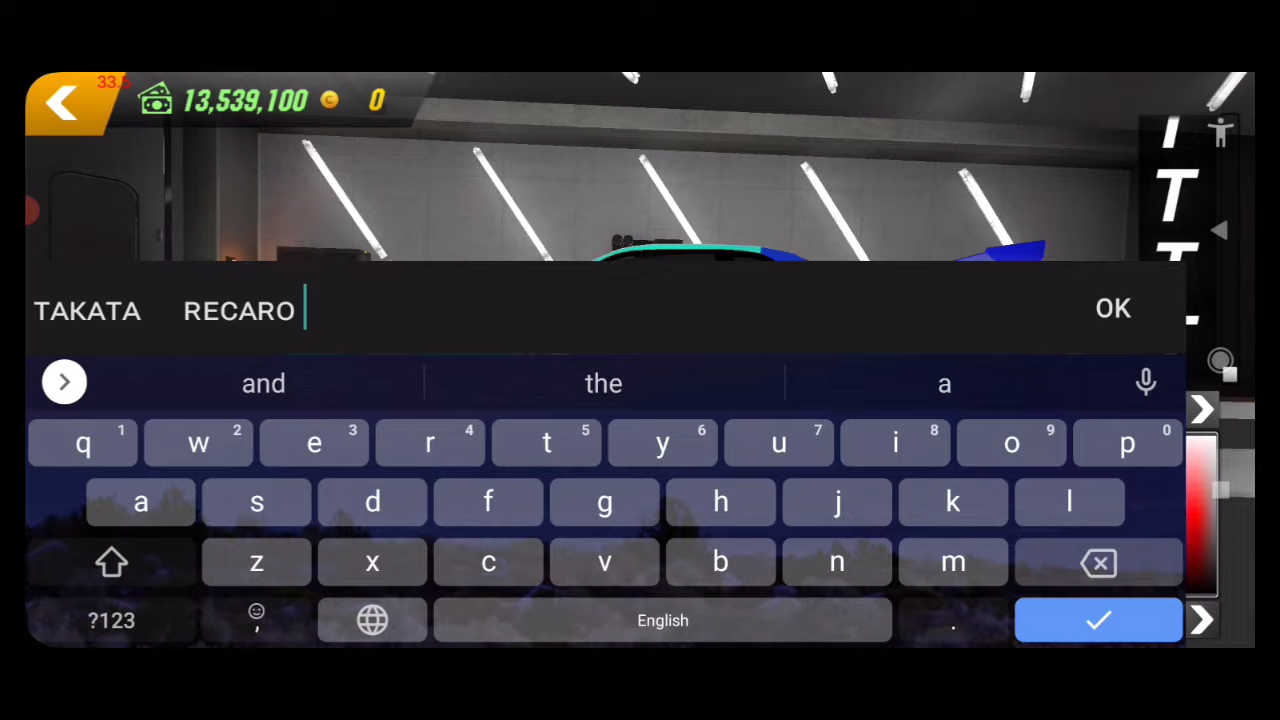 33.
13,539,100 C 0
I
T
T
TAKATA RECARO
OK
and the a
q 1 w 2 e 3 r 4 t 5 y 6 u 7 i 8 o 9 p 0
a s d f g h j k l
z x c v b n m
?123 , English .